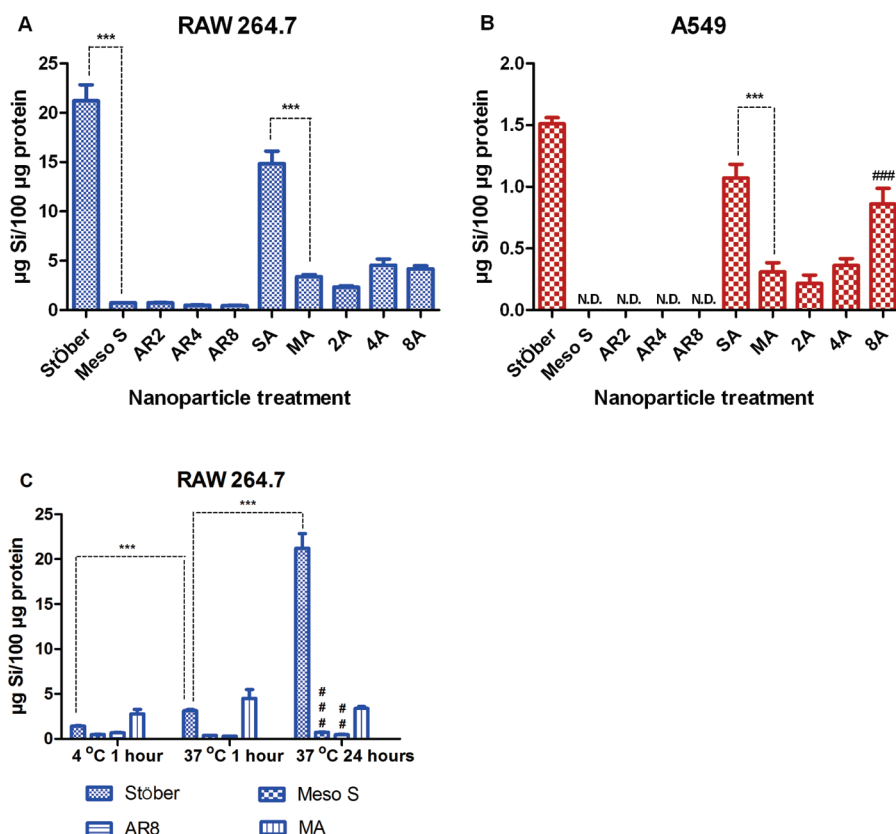 A
RAW 264.7
***
***
25
20
15
10
5
0
µg Si/100 µg protein
StÖber
Meso S
AR2
AR4
AR8
SA
MA
2A
4A
8A
Nanoparticle treatment
B
A549
***
###
2.0
1.5
1.0
0.5
0.0
µg Si/100 µg protein
N.D. N.D. N.D. N.D.
StÖber
Meso S
AR2
AR4
AR8
SA
MA
2A
4A
8A
Nanoparticle treatment
C
RAW 264.7
***
***
25
20
15
10
5
0
µg Si/100 µg protein
###
##
4 °C 1 hour 37 °C 1 hour 37 °C 24 hours
Stöber Meso S
AR8 MA